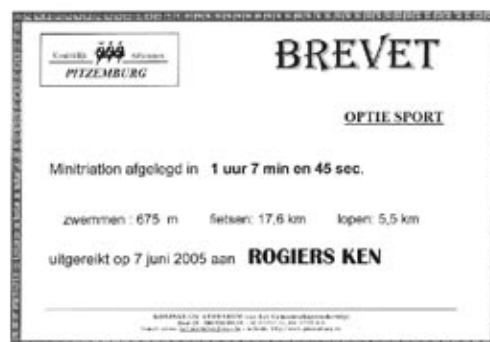 PITZEMBURG
BREVET
OPTIE SPORT
Minitriatlon afgelegd in 1 uur 7 min en 45 sec.
zwemmen : 675 m fietsen: 17,6 km lopen: 5,5 km
uitgereikt op 7 juni 2005 aan ROGIERS KEN